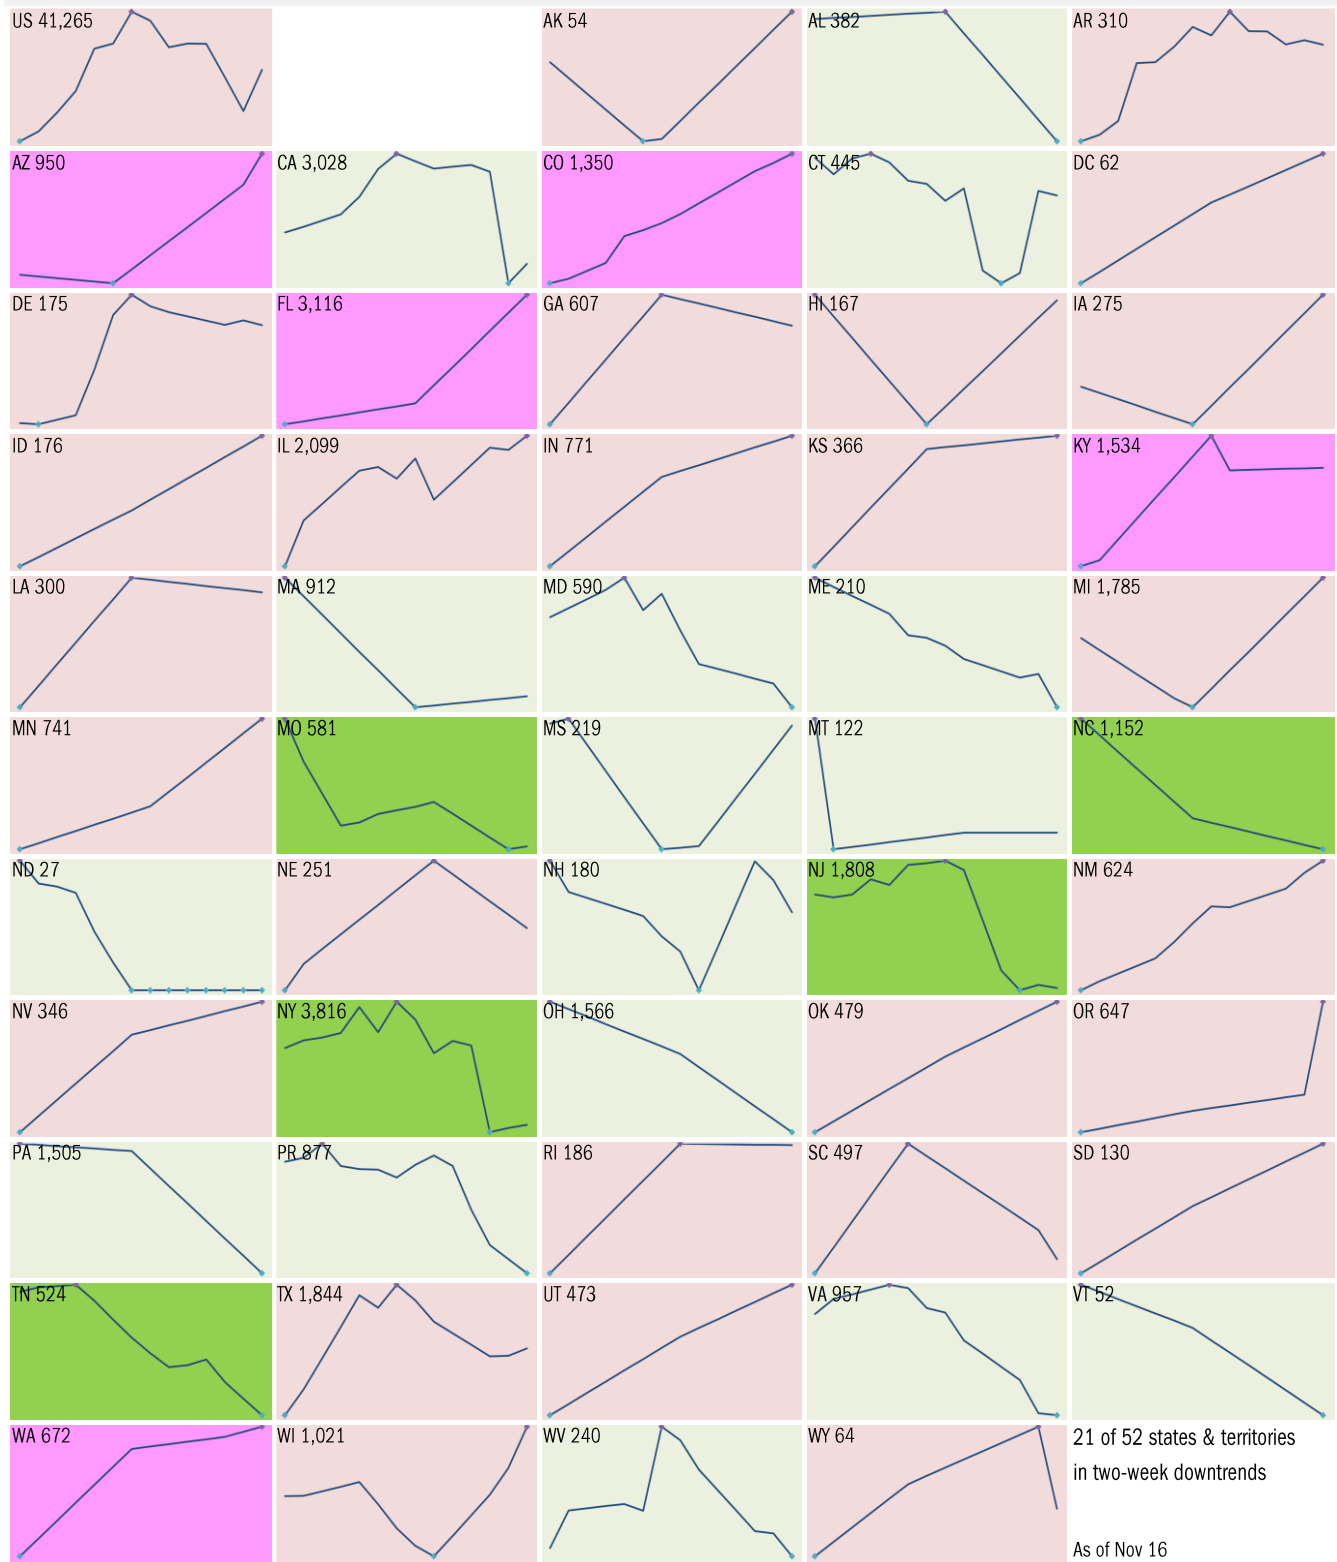 US 41,265
AK 54
AL 382
AR 310
AZ 950
CA 3,028
CO 1,350
CT 445
DC 62
DE 175
FL 3,116
GA 607
HI 167
IA 275
ID 176
IL 2,099
IN 771
KS 366
KY 1,534
LA 300
MA 912
MD 590
ME 210
MI 1,785
MN 741
MO 581
MS 219
MT 122
NC 1,152
ND 27
NE 251
NH 180
NJ 1,808
NM 624
NV 346
NY 3,816
OH 1,566
OK 479
OR 647
PA 1,505
PR 877
RI 186
SC 497
SD 130
TN 524
TX 1,844
UT 473
VA 957
VT 52
WA 672
WI 1,021
WV 240
WY 64
21 of 52 states & territories
in two-week downtrends
As of Nov 16